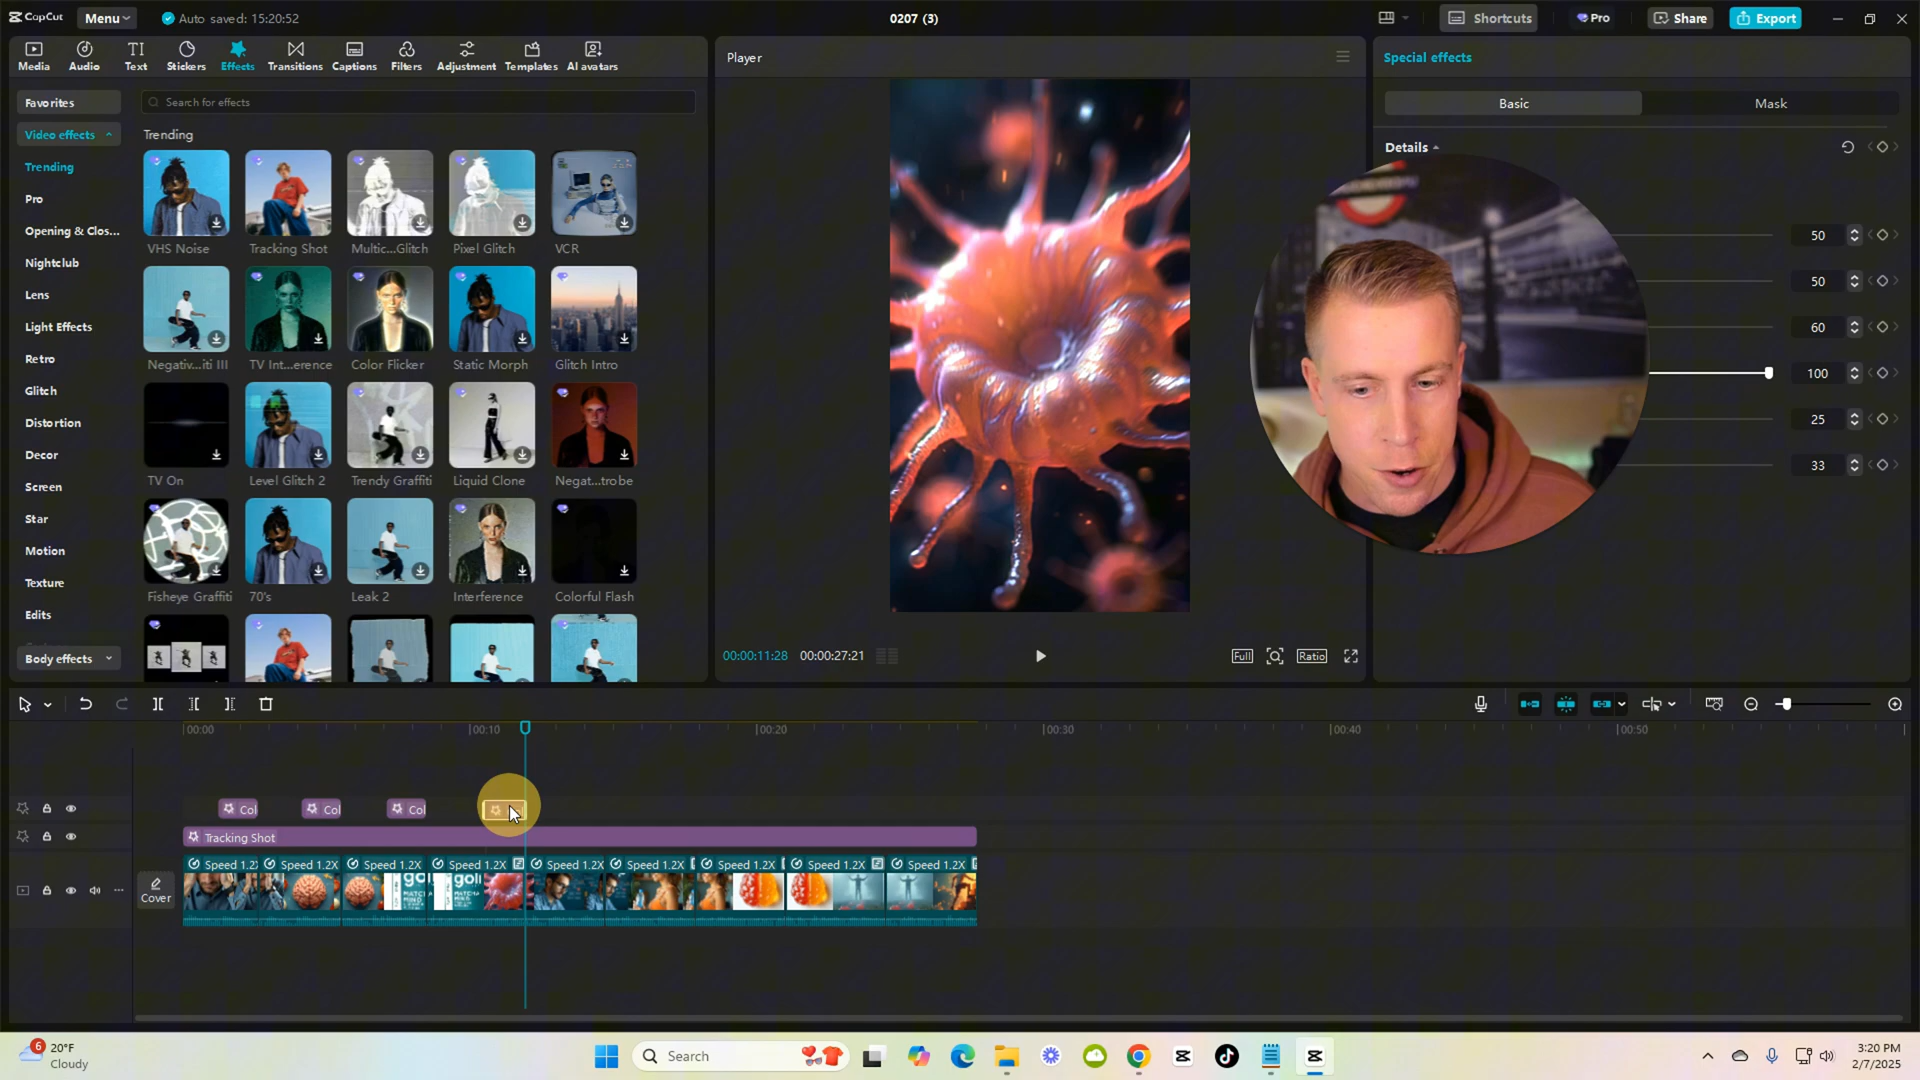 CapCut
Menu
Auto saved: 15:20:52
0207 (3)
Shortcuts
Pro
Share
Export
Media
Audio
Text
Stickers
Effects
Transitions
Captions
Filters
Adjustment
Templates
AI avatars
Player
Special effects
Favorites
Search for effects
Basic
Mask
Video effects
Trending
Details
Trending
Pro
Opening & Clos...
Nightclub
Lens
Light Effects
Retro
Glitch
Distortion
Decor
Screen
Star
Motion
Texture
Edits
Body effects
VHS Noise
Tracking Shot
Multic...Glitch
Pixel Glitch
VCR
Negativ...iti III
TV Int...erence
Color Flicker
Static Morph
Glitch Intro
TV On
Level Glitch 2
Trendy Graffiti
Liquid Clone
Negat...trobe
Fisheye Graffiti
70's
Leak 2
Interference
Colorful Flash
50
50
60
100
25
33
00:00:11:28
00:00:27:21
Full
Ratio
00:00
00:10
00:20
00:30
00:40
00:50
Col
Col
Col
Tracking Shot
Cover
Speed 1.2X
Speed 1.2X
Speed 1.2X
Speed 1.2X
Speed 1.2X
Speed 1.2X
Speed 1.2X
Speed 1.2X
Speed 1.2X
goli
MATCHA
MIND
6
20°F
Cloudy
Search
3:20 PM
2/7/2025